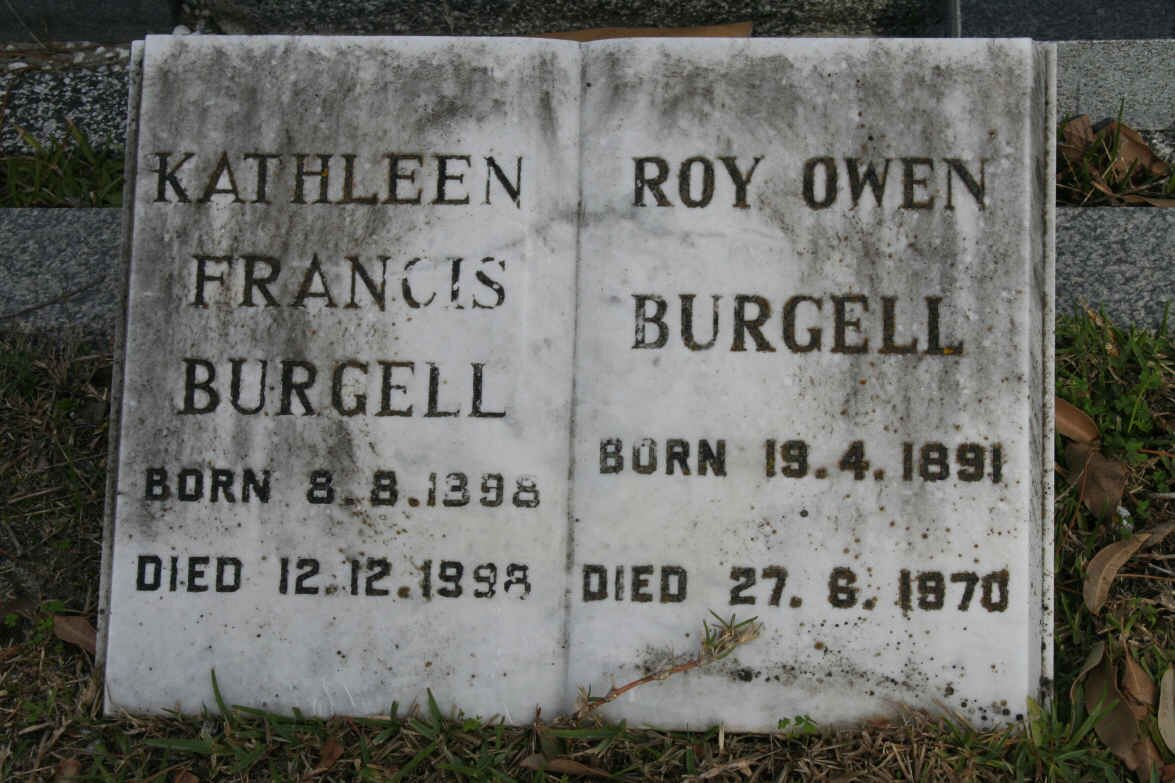 KATHLEEN
FRANCIS
BURGELL
BORN 8.8.1898
DIED 12.12.1998
ROY OWEN
BURGELL
BORN 19.4.1891
DIED 27.6.1970